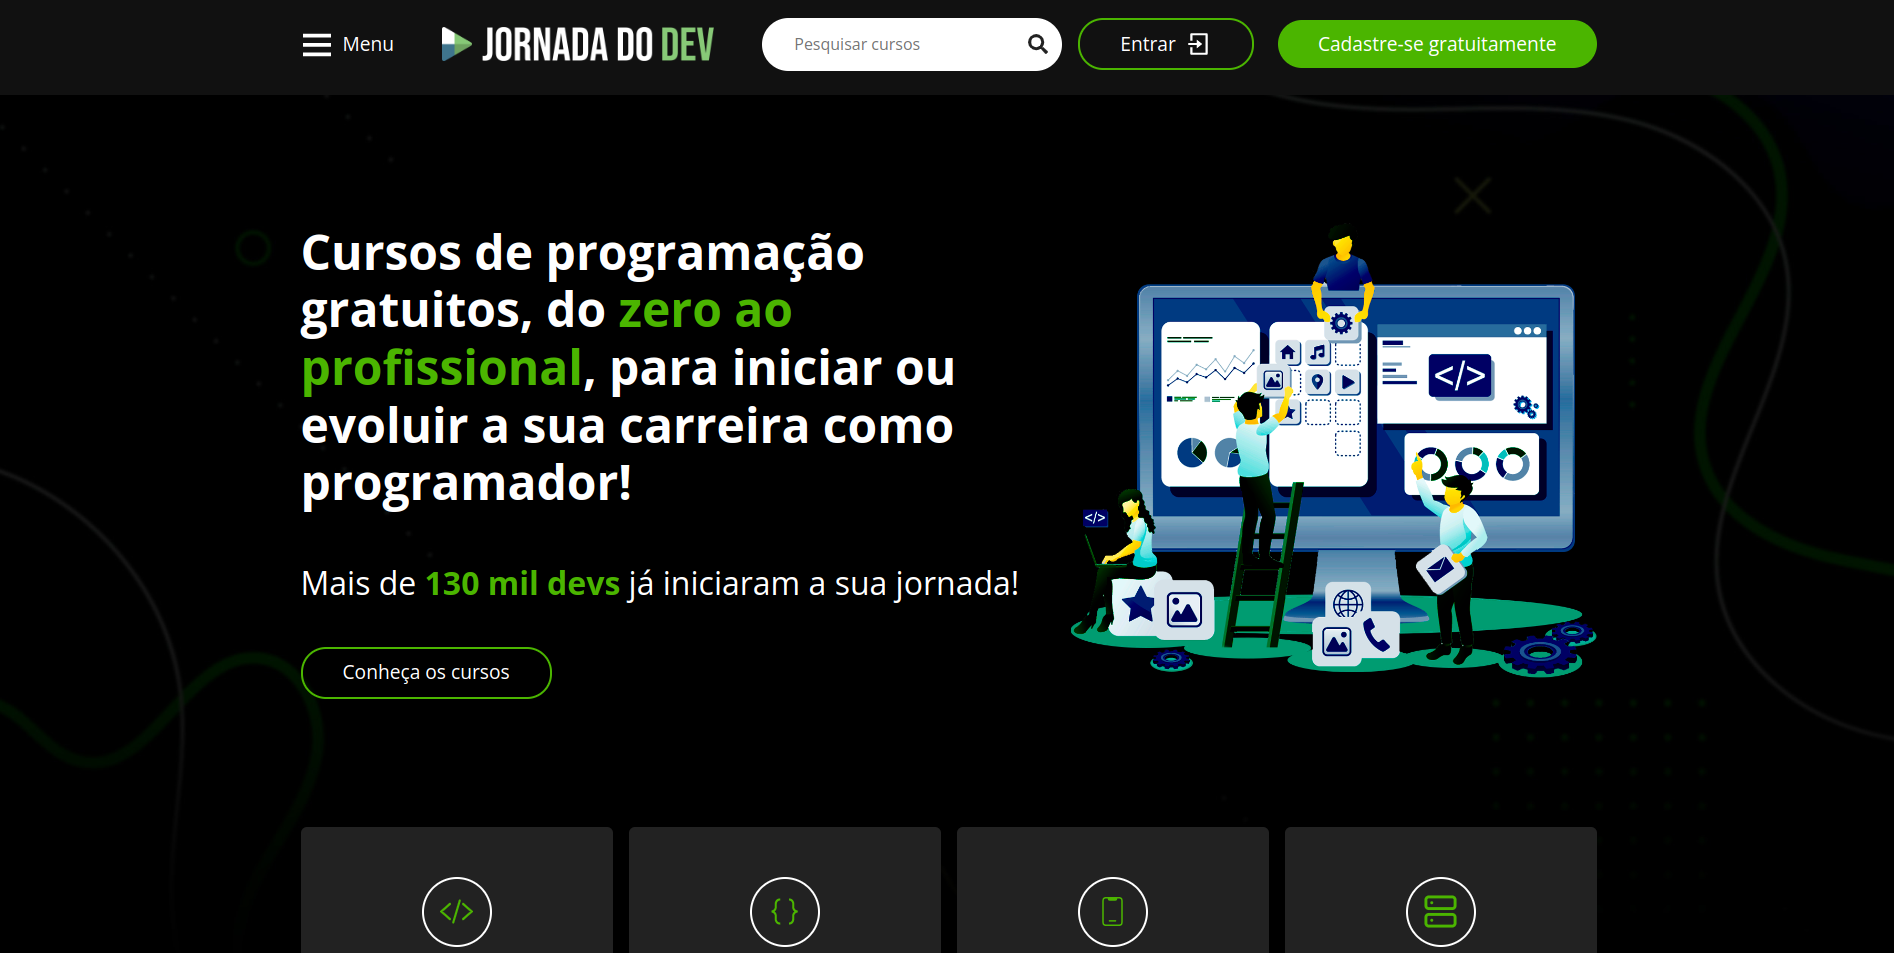 Menu
JORNADA DO DEV
Pesquisar cursos
Entrar
Cadastre-se gratuitamente
Cursos de programação
gratuitos, do zero ao
profissional, para iniciar ou
evoluir a sua carreira como
programador!
Mais de 130 mil devs já iniciaram a sua jornada!
Conheça os cursos